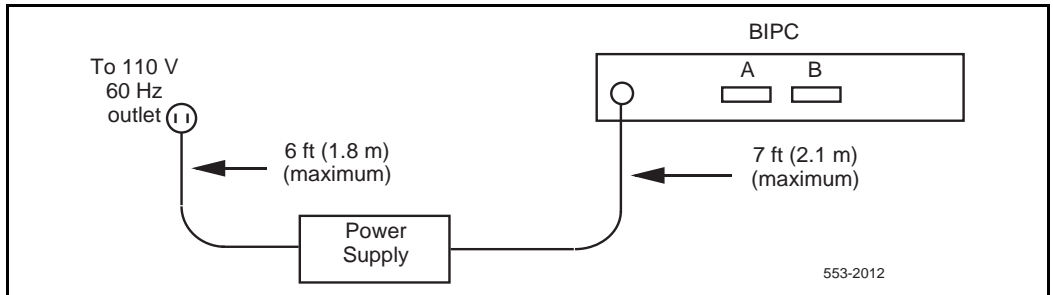 BIPC
A B
To 110 V
60 Hz
outlet
6 ft (1.8 m)
(maximum)
7 ft (2.1 m)
(maximum)
Power
Supply
553-2012